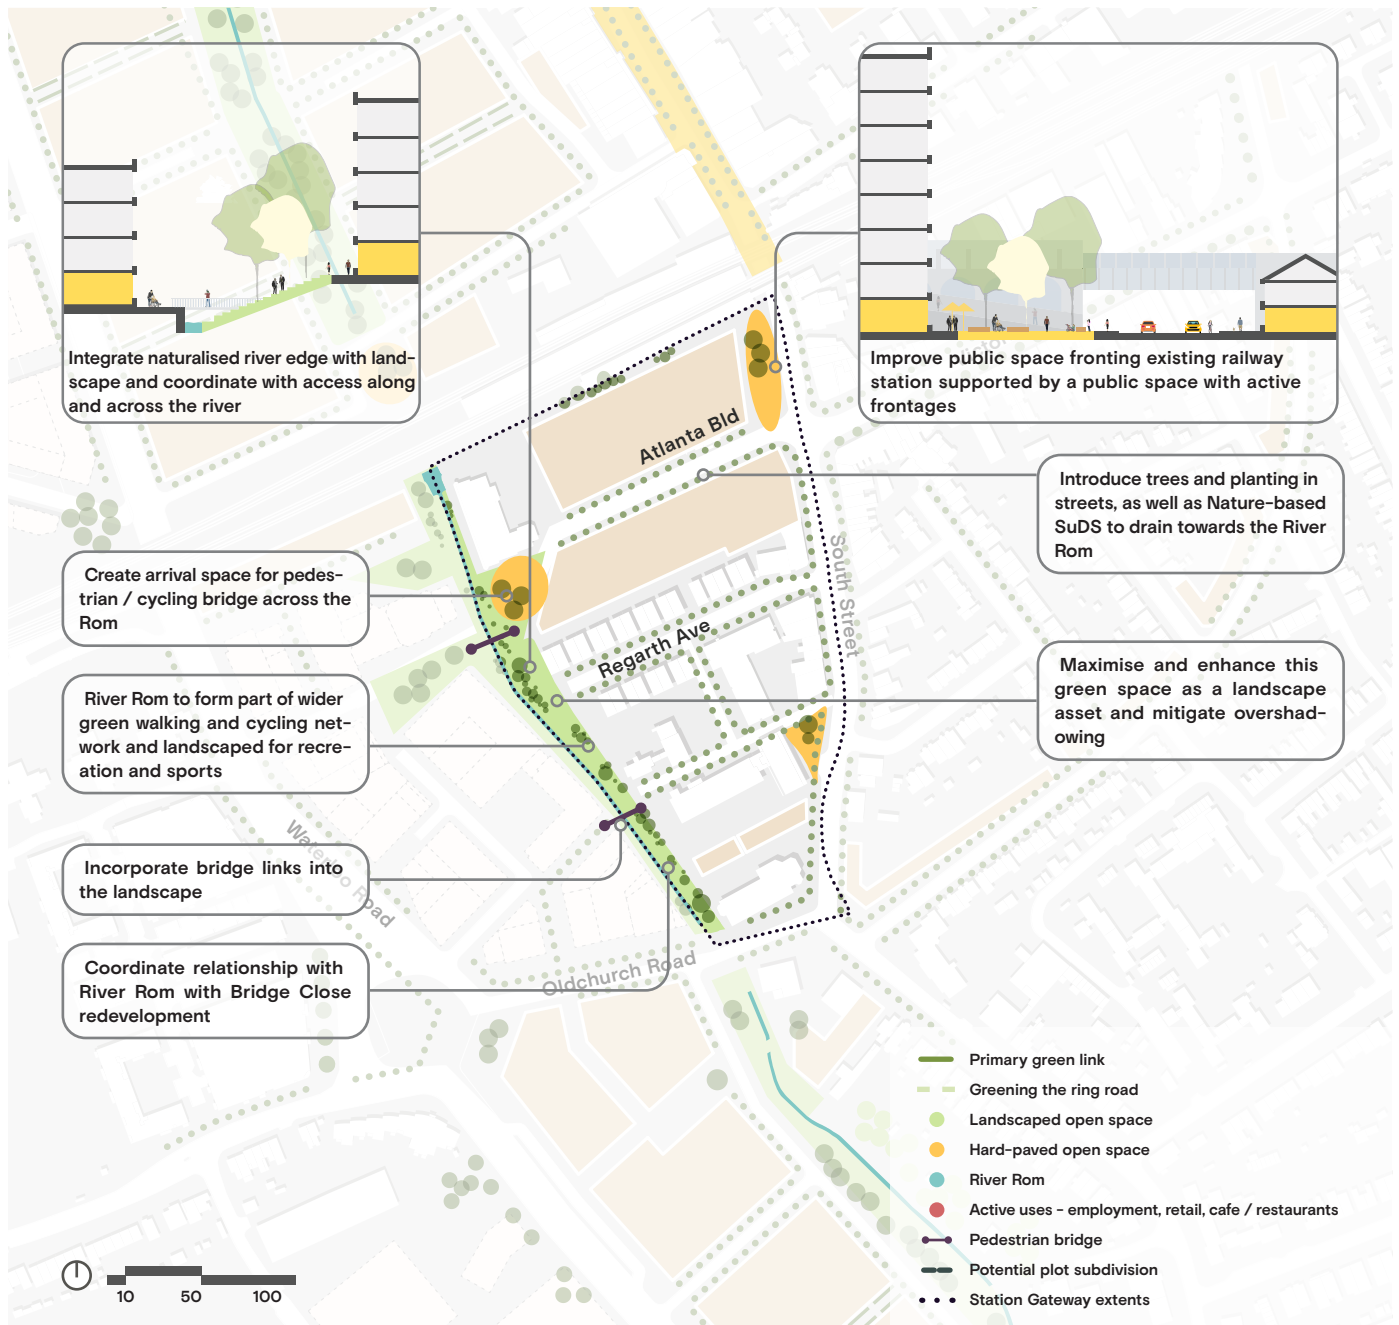 Integrate naturalised river edge with land-
scape and coordinate with access along
and across the river
Improve public space fronting existing railway
station supported by a public space with active
frontages
Atlanta Bld
Introduce trees and planting in
streets, as well as Nature-based
SuDS to drain towards the River
Rom
South Street
Create arrival space for pedes-
trian / cycling bridge across the
Rom
Regarth Ave
Maximise and enhance this
green space as a landscape
asset and mitigate overshad-
owing
River Rom to form part of wider
green walking and cycling net-
work and landscaped for recre-
ation and sports
Waterloo Road
Incorporate bridge links into
the landscape
Coordinate relationship with
River Rom with Bridge Close
redevelopment
Oldchurch Road
Primary green link
Greening the ring road
Landscaped open space
Hard-paved open space
River Rom
Active uses - employment, retail, cafe / restaurants
Pedestrian bridge
Potential plot subdivision
Station Gateway extents
10 50 100